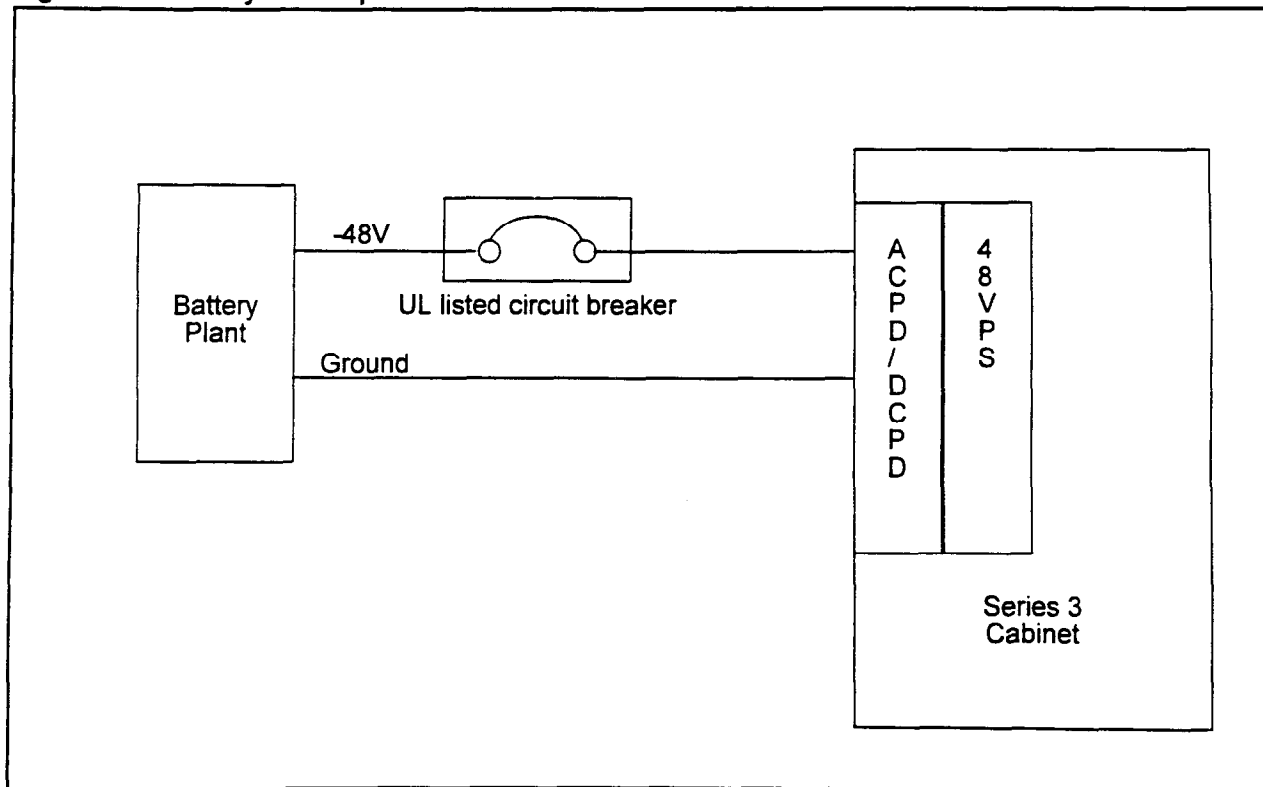 -48V
Battery
Plant
UL listed circuit breaker
Ground
A
C
P
D
/
D
C
P
D
4
8
V
P
S
Series 3
Cabinet